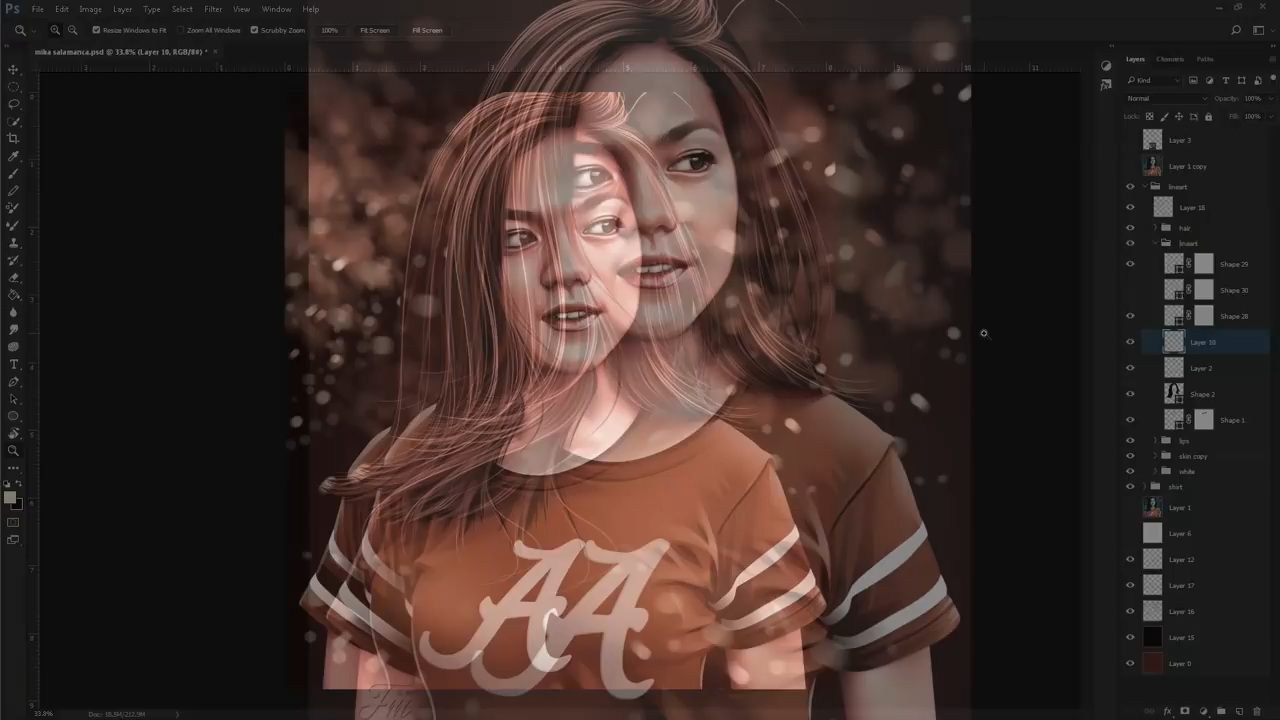 Ps File Edit Image Layer Type Select Filter View Window Help
Resize Windows to Fit Zoom All Windows Scrubby Zoom 100% Fit Screen Fill Screen
mika salamanca.psd @ 33.8% (Layer 10, RGB/8#) *
Layers Channels Paths
Kind
Normal Opacity: 100%
Lock: Fill: 100%
Layer 3
Layer 1 copy
lineart
Layer 18
hair
lineart
Shape 29
Shape 30
Shape 28
Layer 10
Layer 2
Shape 2
Shape 1
lips
skin copy
white
shirt
Layer 1
Layer 6
Layer 12
Layer 17
Layer 16
Layer 15
Layer 0
A A
33.8%